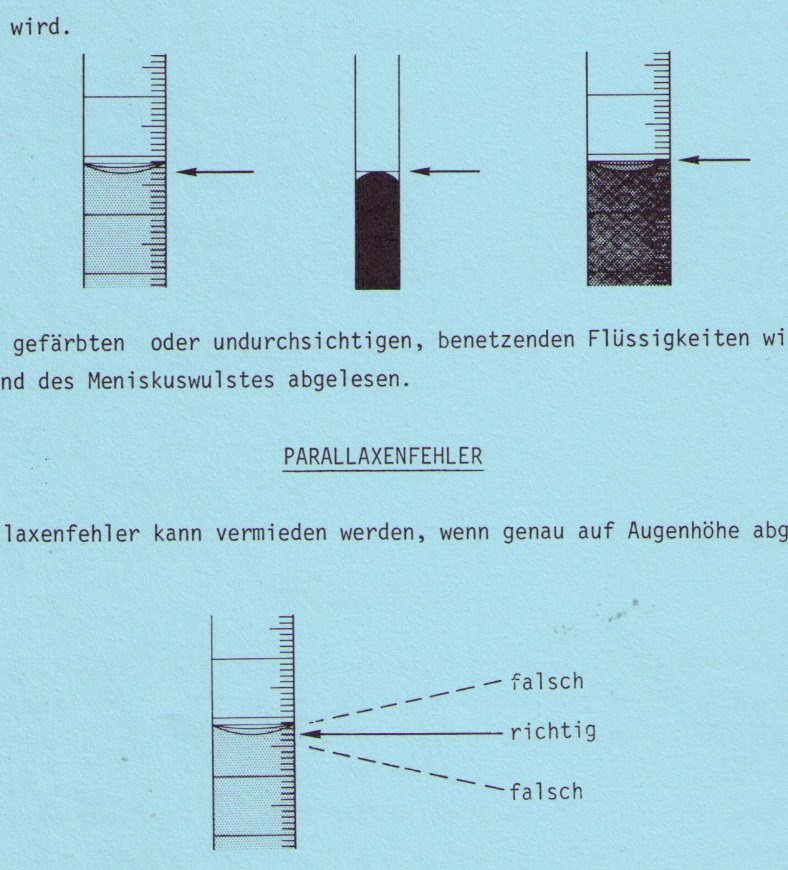 wird.
gefärbten oder undurchsichtigen, benetzenden Flüssigkeiten wi
nd des Meniskuswulstes abgelesen.
PARALLAXENFEHLER
laxenfehler kann vermieden werden, wenn genau auf Augenhöhe abg
falsch
richtig
falsch